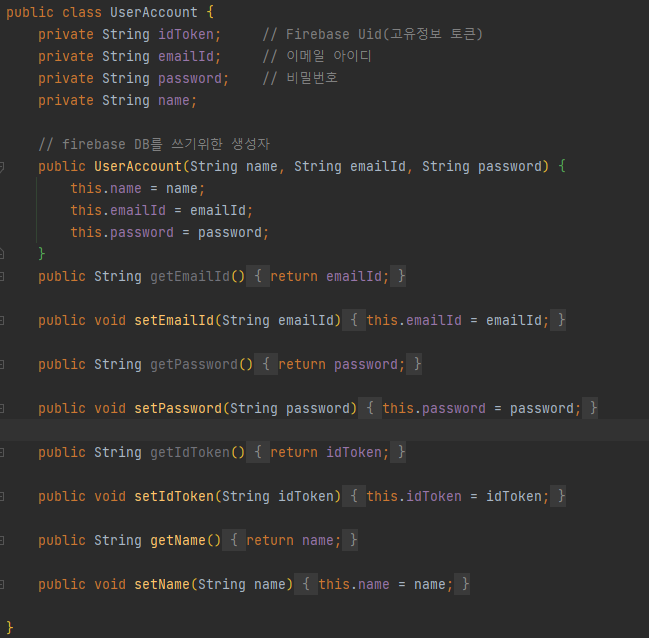 public class UserAccount {
private String idToken;     // Firebase Uid(고유정보 토큰)
private String emailId;     // 이메일 아이디
private String password;    // 비밀번호
private String name;
// firebase DB를 쓰기위한 생성자
public UserAccount(String name, String emailId, String password) {
this.name = name;
this.emailId = emailId;
this.password = password;
}
public String getEmailId() { return emailId; }
public void setEmailId(String emailId) { this.emailId = emailId; }
public String getPassword() { return password; }
public void setPassword(String password) { this.password = password; }
public String getIdToken() { return idToken; }
public void setIdToken(String idToken) { this.idToken = idToken; }
public String getName() { return name; }
public void setName(String name) { this.name = name; }
}